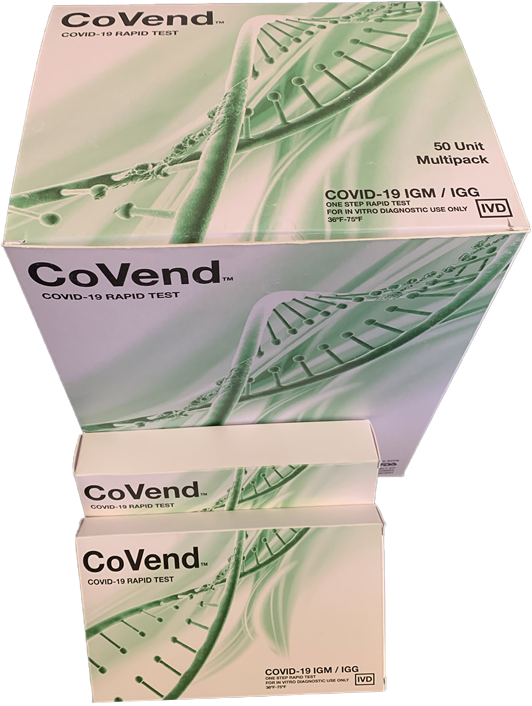 CoVend™
COVID-19 RAPID TEST
50 Unit
Multipack
COVID-19 IGM / IGG
ONE STEP RAPID TEST
FOR IN VITRO DIAGNOSTIC USE ONLY
36°F-75°F
IVD
CoVend™
COVID-19 RAPID TEST
CoVend™
COVID-19 RAPID TEST
CoVend™
COVID-19 RAPID TEST
COVID-19 IGM / IGG
ONE STEP RAPID TEST
FOR IN VITRO DIAGNOSTIC USE ONLY
36°F-75°F
IVD